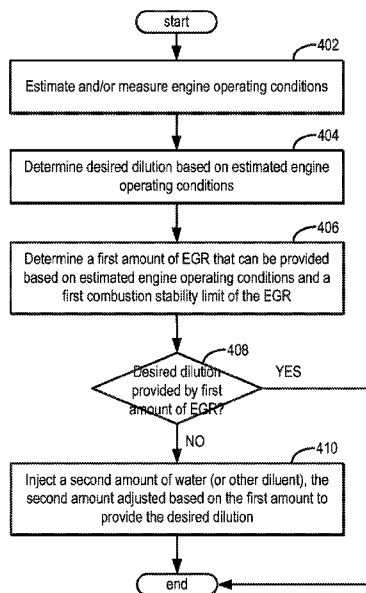 start
402
Estimate and/or measure engine operating conditions
404
Determine desired dilution based on estimated engine
operating conditions
406
Determine a first amount of EGR that can be provided
based on estimated engine operating conditions and a
first combustion stability limit of the EGR
408
Desired dilution
provided by first
amount of EGR?
YES
NO
410
Inject a second amount of water (or other diluent), the
second amount adjusted based on the first amount to
provide the desired dilution
end